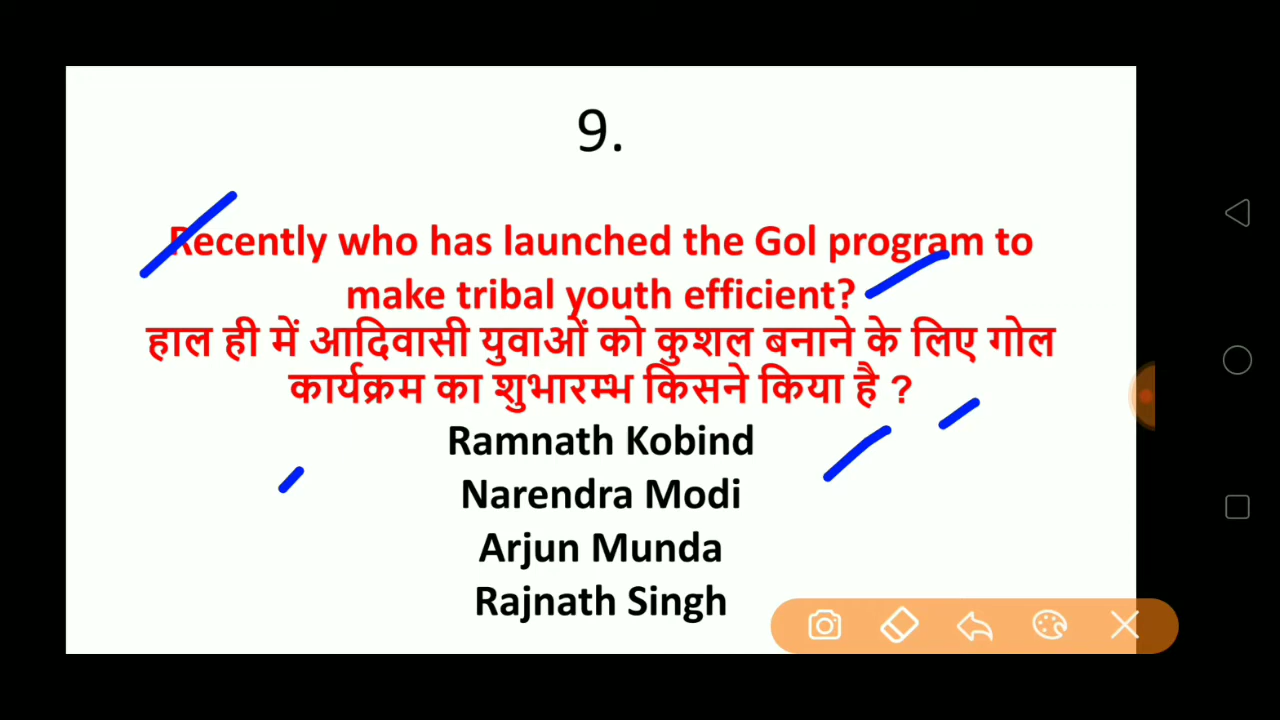 9.
Recently who has launched the Gol program to
make tribal youth efficient?
हाल ही में आदिवासी युवाओं को कुशल बनाने के लिए गोल
कार्यक्रम का शुभारम्भ किसने किया है ?
Ramnath Kobind
Narendra Modi
Arjun Munda
Rajnath Singh